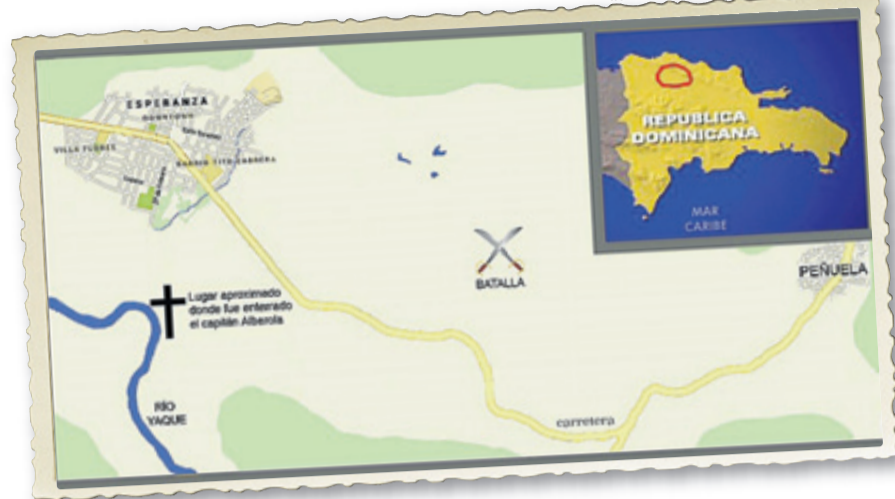 ESPERANZA
DOWNTOWN
VILLA FLORES
BARRIO TITO CABRERA
REPUBLICA
DOMINICANA
MAR
CARIBE
BATALLA
PEÑUELA
Lugar aproximado
donde fue enterrado
el capitán Alberola
RÍO
YAQUE
carretera